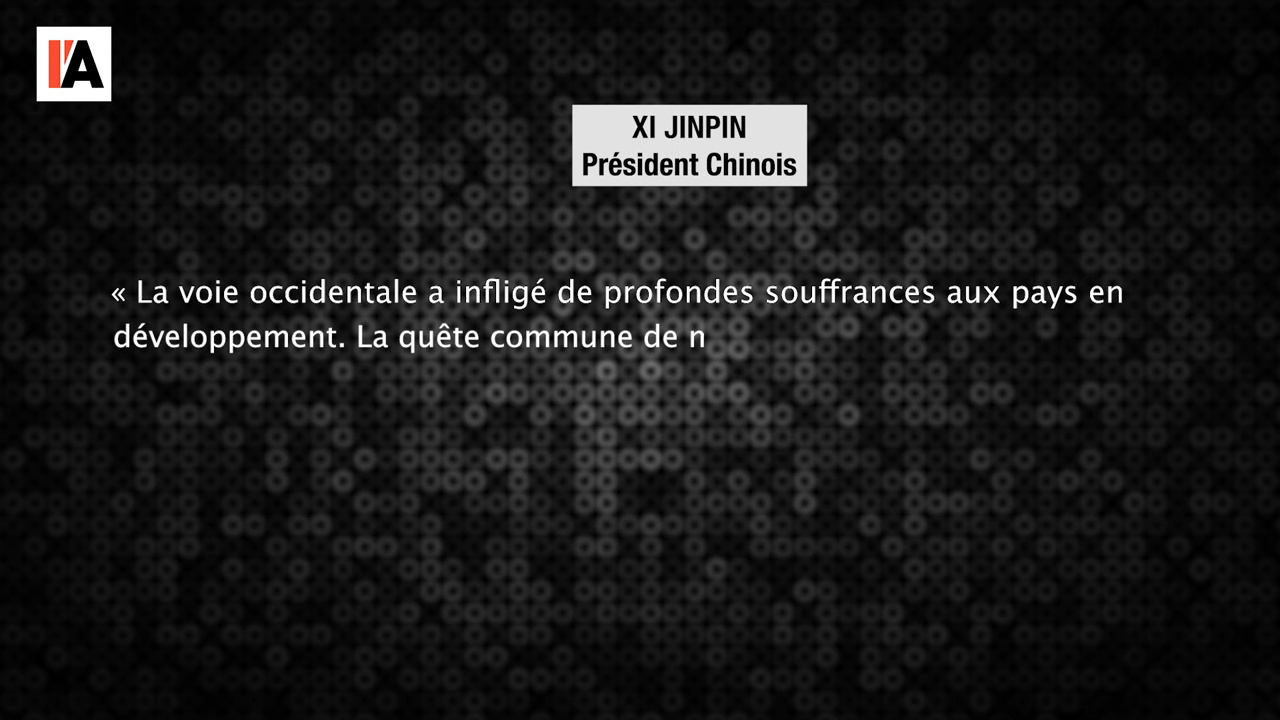 I'A
XI JINPIN
Président Chinois
« La voie occidentale a infligé de profondes souffrances aux pays en
développement. La quête commune de n